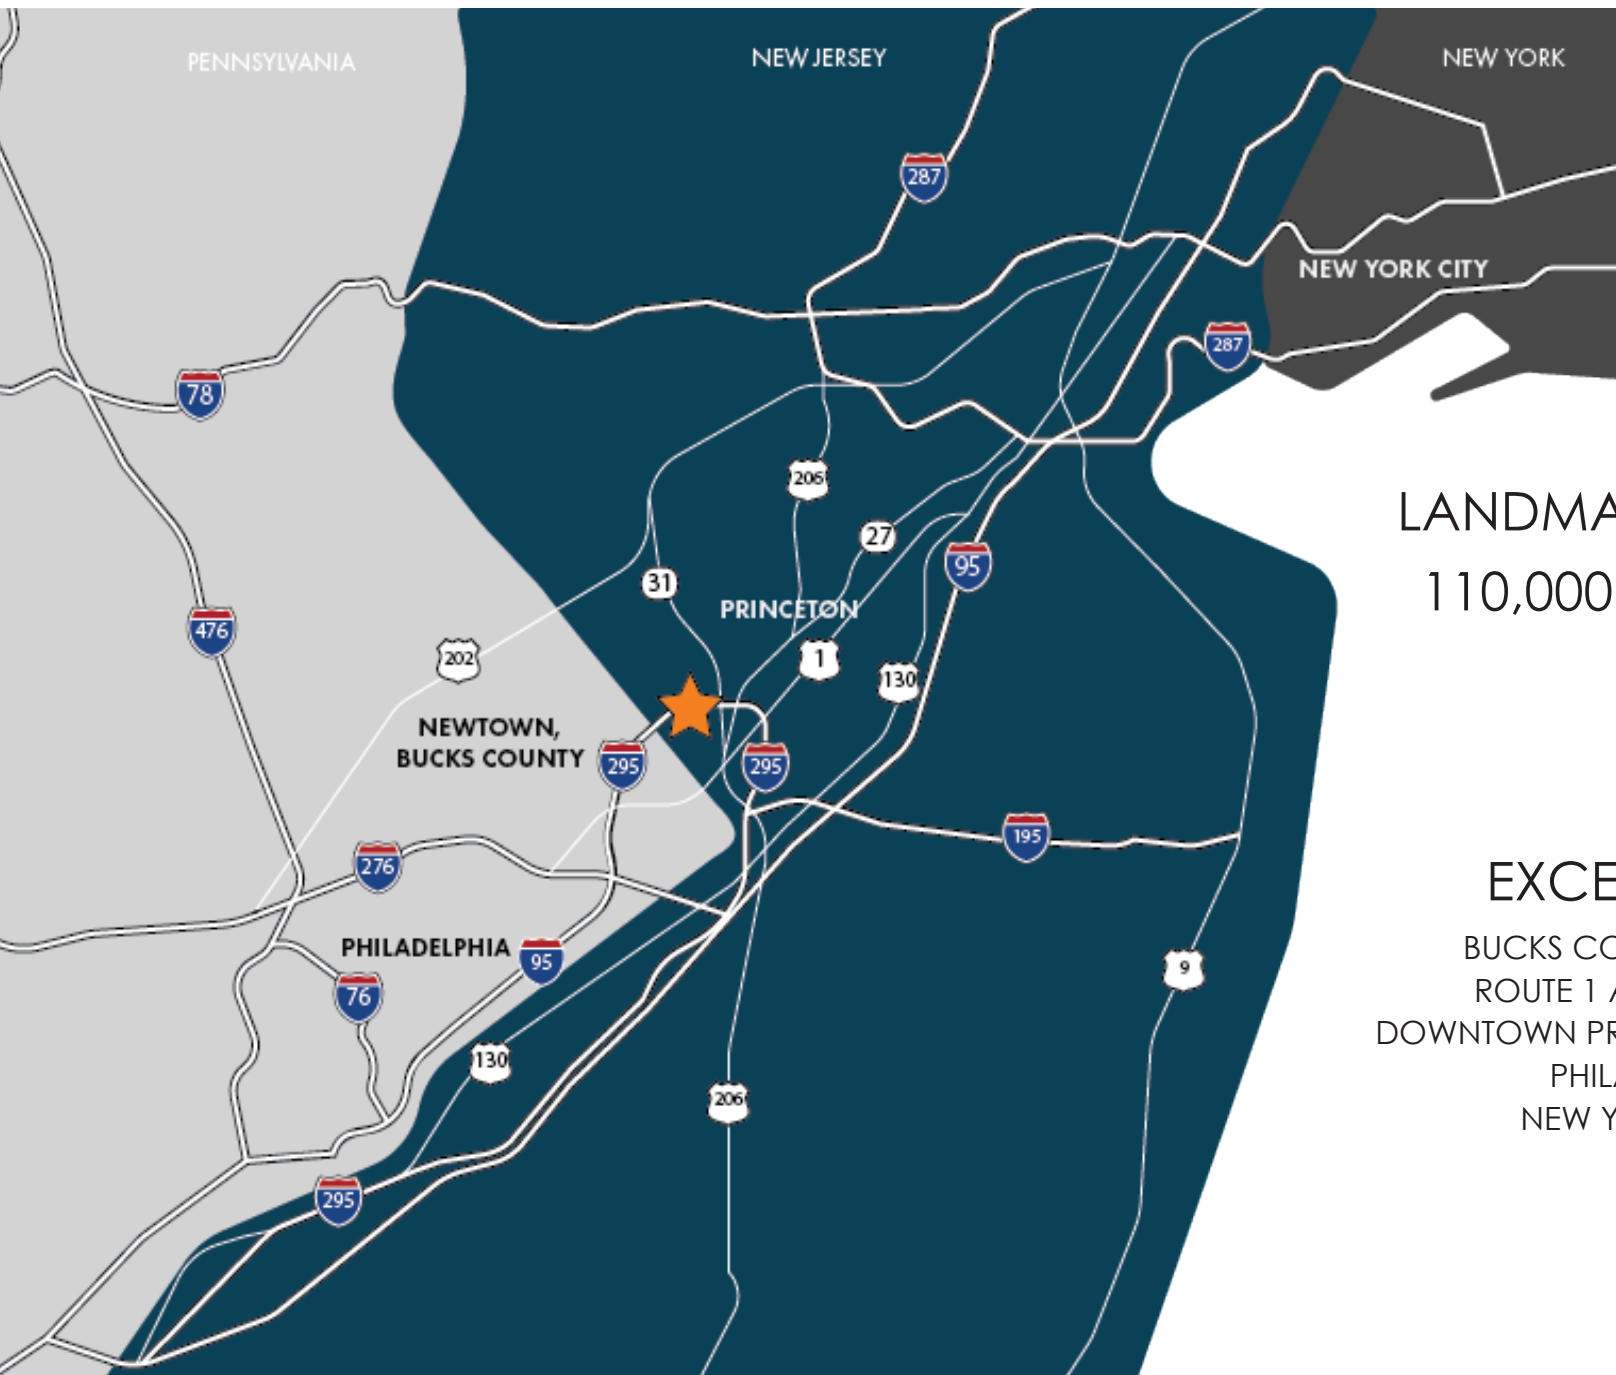 PENNSYLVANIA
NEW JERSEY
NEW YORK
287
NEW YORK CITY
287
78
206
LANDMA
27
95
31
110,000
PRINCETON
476
202
1
130
NEWTOWN,
BUCKS COUNTY
295
295
195
276
EXCE
PHILADELPHIA
95
BUCKS CO
9
76
ROUTE 1
DOWNTOWN PR
130
PHILA
206
NEW Y
295